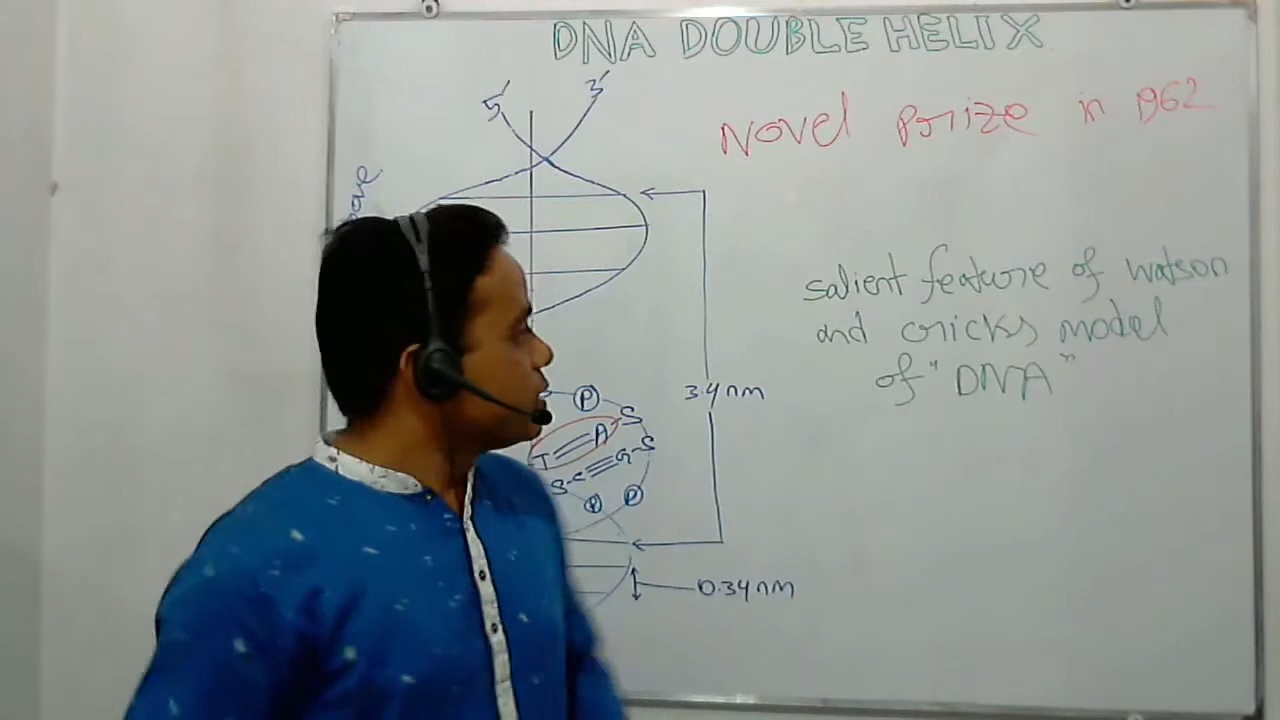 DNA DOUBLE HELIX
Novel Prize in 1962
5'
3'
salient feature of watson
and cricks model
of "DNA"
3.4 nm
P
S
T A
S
S C G
P P
0.34 nm